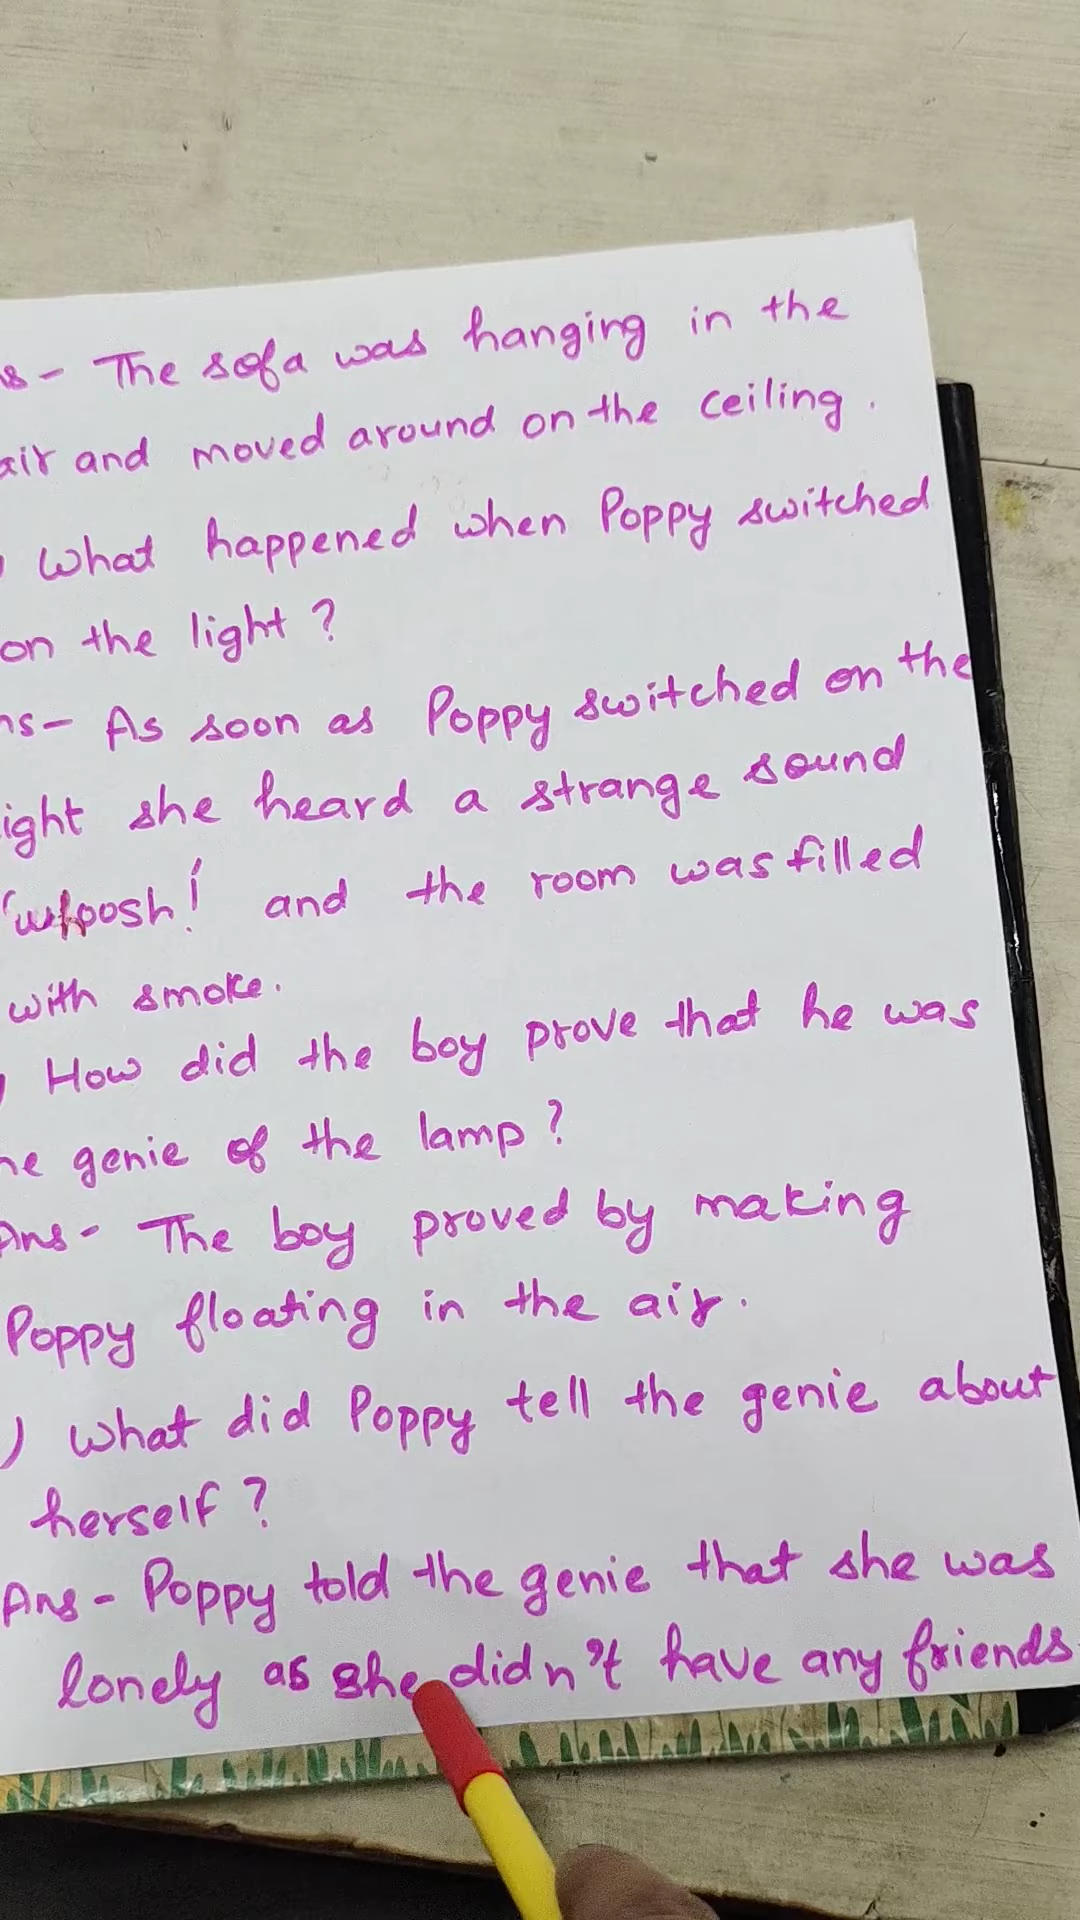 s- The sofa was hanging in the
air and moved around on the ceiling.
) What happened when Poppy switched
on the light?
ns- As soon as Poppy switched on the
ight she heard a strange sound
'whoosh! and the room was filled
with smoke.
) How did the boy prove that he was
he genie of the lamp?
Ans- The boy proved by making
Poppy floating in the air.
) What did Poppy tell the genie about
herself?
Ans- Poppy told the genie that she was
lonely as she didn't have any friends